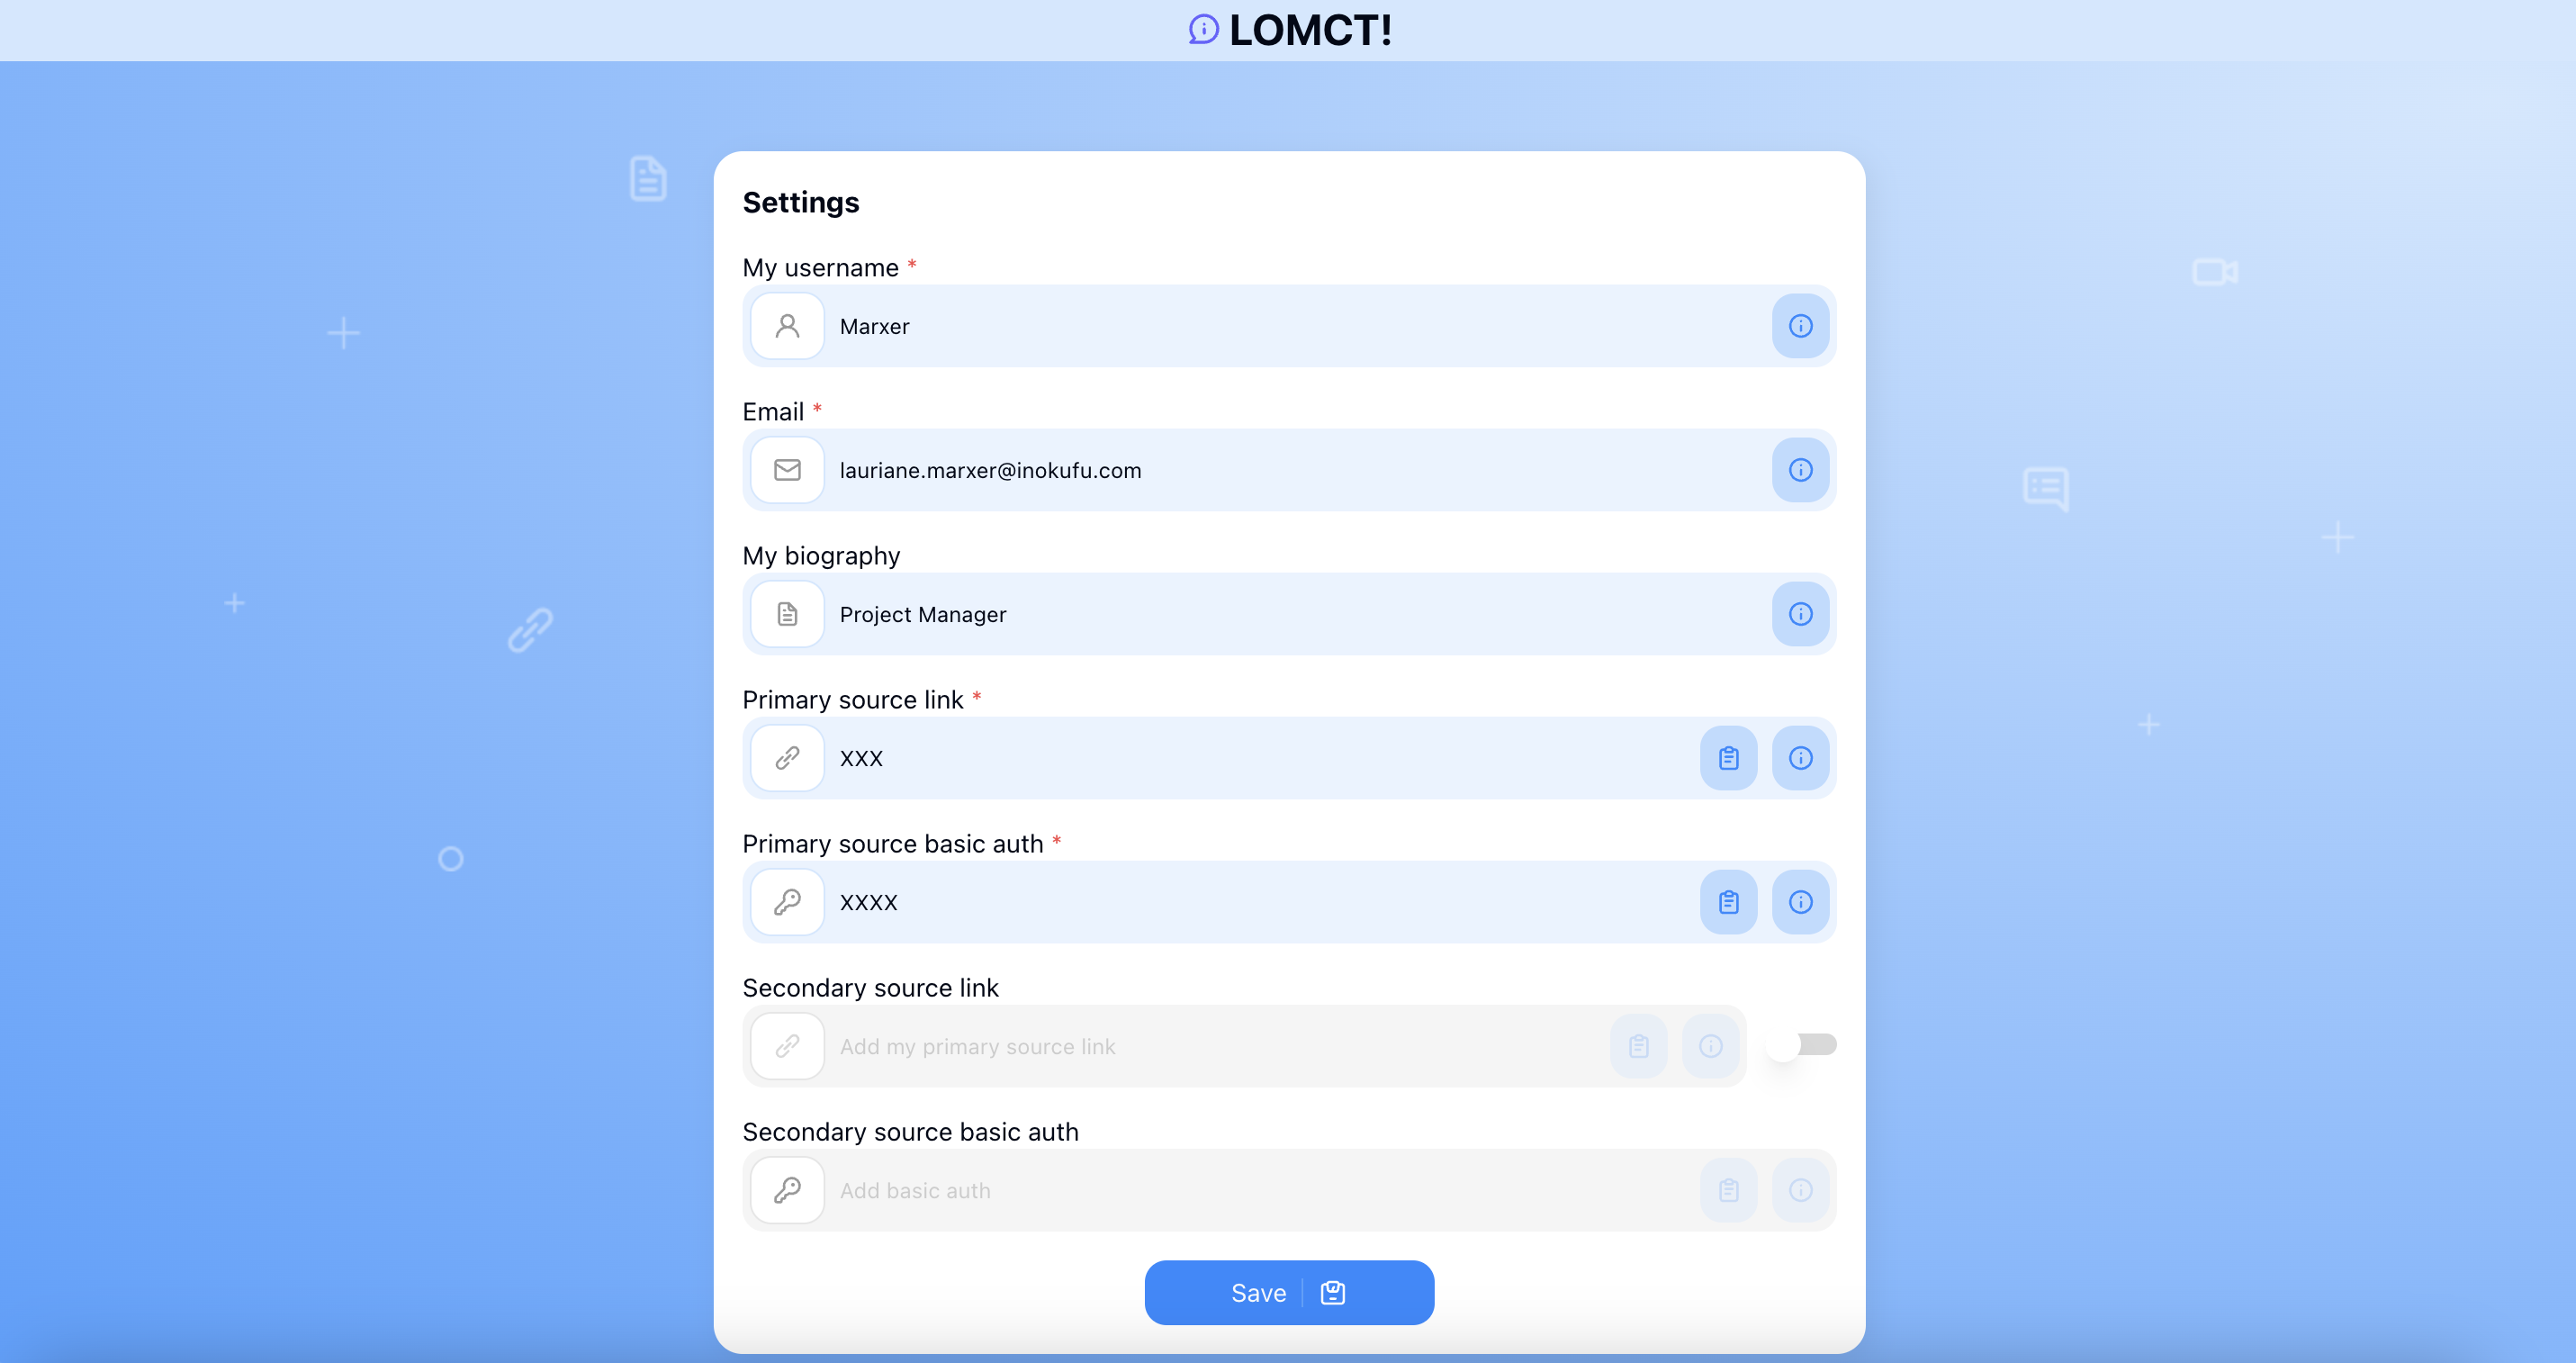 LOMCT!
Settings
My username *
Marxer
Email *
lauriane.marxer@inokufu.com
My biography
Project Manager
Primary source link *
XXX
Primary source basic auth *
XXXX
Secondary source link
Add my primary source link
Secondary source basic auth
Add basic auth
Save